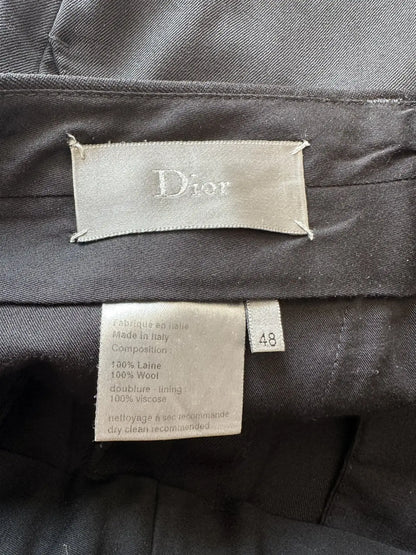 Dior
Fabriqué en Italie
Made in Italy
Composition
100% Laine
100% Wool
doublure - lining
100% viscose
nettoyage à sec recommandé
dry clean recommended
48